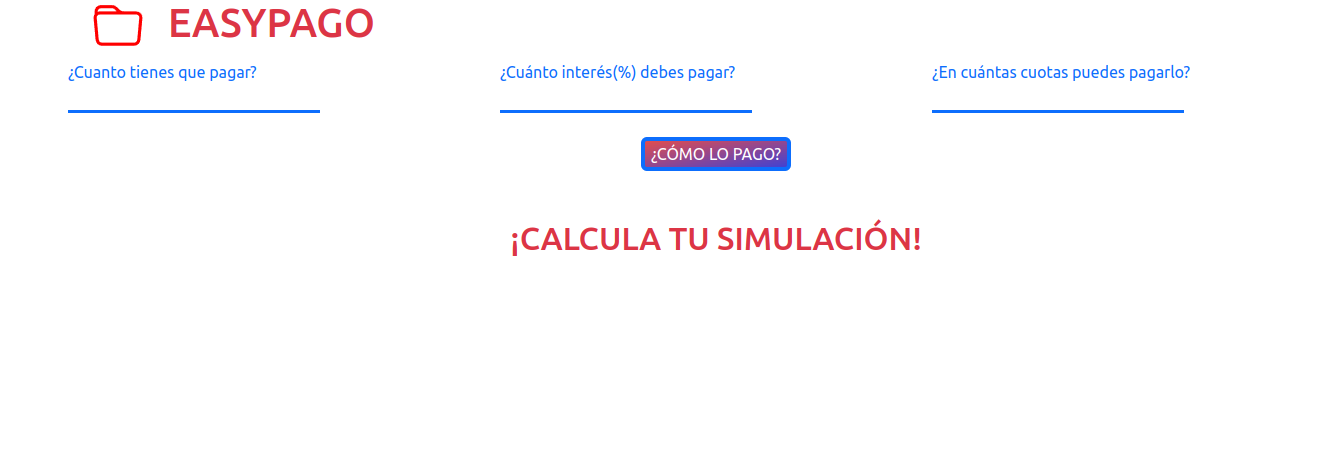 EASYPAGO
¿Cuanto tienes que pagar?
¿Cuánto interés(%) debes pagar?
¿En cuántas cuotas puedes pagarlo?
¿CÓMO LO PAGO?
¡CALCULA TU SIMULACIÓN!